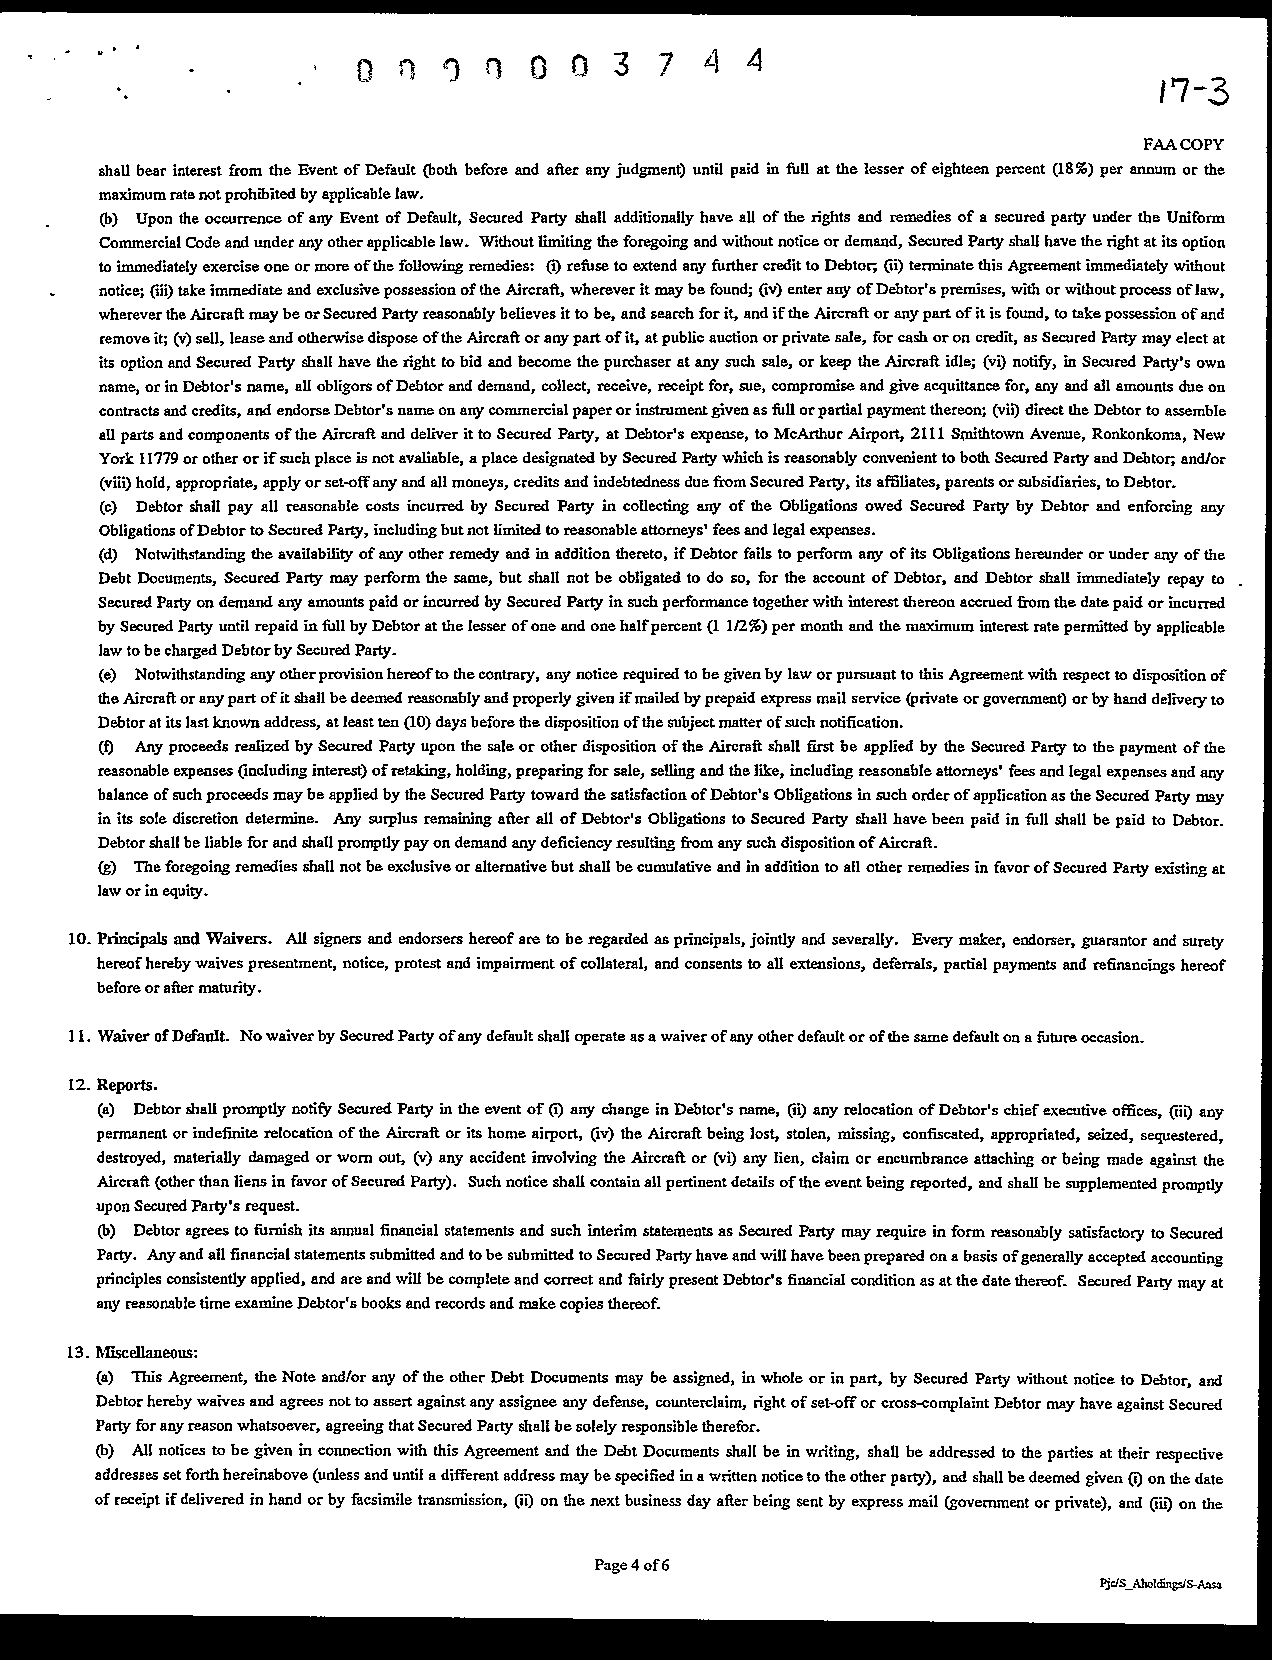 0000003744
17-3
FAA COPY
shall bear interest from the Event of Default (both before and after any judgment) until paid in full at the lesser of eighteen percent (18%) per annum or the
maximum rate not prohibited by applicable law.
(b) Upon the occurrence of any Event of Default, Secured Party shall additionally have all of the rights and remedies of a secured party under the Uniform
Commercial Code and under any other applicable law. Without limiting the foregoing and without notice or demand, Secured Party shall have the right at its option
to immediately exercise one or more of the following remedies: (i) refuse to extend any further credit to Debtor; (ii) terminate this Agreement immediately without
notice; (iii) take immediate and exclusive possession of the Aircraft, wherever it may be found; (iv) enter any of Debtor's premises, with or without process of law,
wherever the Aircraft may be or Secured Party reasonably believes it to be, and search for it, and if the Aircraft or any part of it is found, to take possession of and
remove it; (v) sell, lease and otherwise dispose of the Aircraft or any part of it, at public auction or private sale, for cash or on credit, as Secured Party may elect at
its option and Secured Party shall have the right to bid and become the purchaser at any such sale, or keep the Aircraft idle; (vi) notify, in Secured Party's own
name, or in Debtor's name, all obligors of Debtor and demand, collect, receive, receipt for, sue, compromise and give acquittance for, any and all amounts due on
contracts and credits, and endorse Debtor's name on any commercial paper or instrument given as full or partial payment thereon; (vii) direct the Debtor to assemble
all parts and components of the Aircraft and deliver it to Secured Party, at Debtor's expense, to McArthur Airport, 2111 Smithtown Avenue, Ronkonkoma, New
York 11779 or other or if such place is not avaliable, a place designated by Secured Party which is reasonably convenient to both Secured Party and Debtor; and/or
(viii) hold, appropriate, apply or set-off any and all moneys, credits and indebtedness due from Secured Party, its affiliates, parents or subsidiaries, to Debtor.
(c) Debtor shall pay all reasonable costs incurred by Secured Party in collecting any of the Obligations owed Secured Party by Debtor and enforcing any
Obligations of Debtor to Secured Party, including but not limited to reasonable attorneys' fees and legal expenses.
(d) Notwithstanding the availability of any other remedy and in addition thereto, if Debtor fails to perform any of its Obligations hereunder or under any of the
Debt Documents, Secured Party may perform the same, but shall not be obligated to do so, for the account of Debtor, and Debtor shall immediately repay to
Secured Party on demand any amounts paid or incurred by Secured Party in such performance together with interest thereon accrued from the date paid or incurred
by Secured Party until repaid in full by Debtor at the lesser of one and one half percent (1 1/2%) per month and the maximum interest rate permitted by applicable
law to be charged Debtor by Secured Party.
(e) Notwithstanding any other provision hereof to the contrary, any notice required to be given by law or pursuant to this Agreement with respect to disposition of
the Aircraft or any part of it shall be deemed reasonably and properly given if mailed by prepaid express mail service (private or government) or by hand delivery to
Debtor at its last known address, at least ten (10) days before the disposition of the subject matter of such notification.
(f) Any proceeds realized by Secured Party upon the sale or other disposition of the Aircraft shall first be applied by the Secured Party to the payment of the
reasonable expenses (including interest) of retaking, holding, preparing for sale, selling and the like, including reasonable attorneys' fees and legal expenses and any
balance of such proceeds may be applied by the Secured Party toward the satisfaction of Debtor's Obligations in such order of application as the Secured Party may
in its sole discretion determine. Any surplus remaining after all of Debtor's Obligations to Secured Party shall have been paid in full shall be paid to Debtor.
Debtor shall be liable for and shall promptly pay on demand any deficiency resulting from any such disposition of Aircraft.
(g) The foregoing remedies shall not be exclusive or alternative but shall be cumulative and in addition to all other remedies in favor of Secured Party existing at
law or in equity.
10. Principals and Waivers. All signers and endorsers hereof are to be regarded as principals, jointly and severally. Every maker, endorser, guarantor and surety
hereof hereby waives presentment, notice, protest and impairment of collateral, and consents to all extensions, deferrals, partial payments and refinancings hereof
before or after maturity.
11. Waiver of Default. No waiver by Secured Party of any default shall operate as a waiver of any other default or of the same default on a future occasion.
12. Reports.
(a) Debtor shall promptly notify Secured Party in the event of (i) any change in Debtor's name, (ii) any relocation of Debtor's chief executive offices, (iii) any
permanent or indefinite relocation of the Aircraft or its home airport, (iv) the Aircraft being lost, stolen, missing, confiscated, appropriated, seized, sequestered,
destroyed, materially damaged or worn out, (v) any accident involving the Aircraft or (vi) any lien, claim or encumbrance attaching or being made against the
Aircraft (other than liens in favor of Secured Party). Such notice shall contain all pertinent details of the event being reported, and shall be supplemented promptly
upon Secured Party's request.
(b) Debtor agrees to furnish its annual financial statements and such interim statements as Secured Party may require in form reasonably satisfactory to Secured
Party. Any and all financial statements submitted and to be submitted to Secured Party have and will have been prepared on a basis of generally accepted accounting
principles consistently applied, and are and will be complete and correct and fairly present Debtor's financial condition as at the date thereof. Secured Party may at
any reasonable time examine Debtor's books and records and make copies thereof.
13. Miscellaneous:
(a) This Agreement, the Note and/or any of the other Debt Documents may be assigned, in whole or in part, by Secured Party without notice to Debtor, and
Debtor hereby waives and agrees not to assert against any assignee any defense, counterclaim, right of set-off or cross-complaint Debtor may have against Secured
Party for any reason whatsoever, agreeing that Secured Party shall be solely responsible therefor.
(b) All notices to be given in connection with this Agreement and the Debt Documents shall be in writing, shall be addressed to the parties at their respective
addresses set forth hereinabove (unless and until a different address may be specified in a written notice to the other party), and shall be deemed given (i) on the date
of receipt if delivered in hand or by facsimile transmission, (ii) on the next business day after being sent by express mail (government or private), and (iii) on the
Page 4 of 6
Pjc/S_Aholdings/S-Aasa